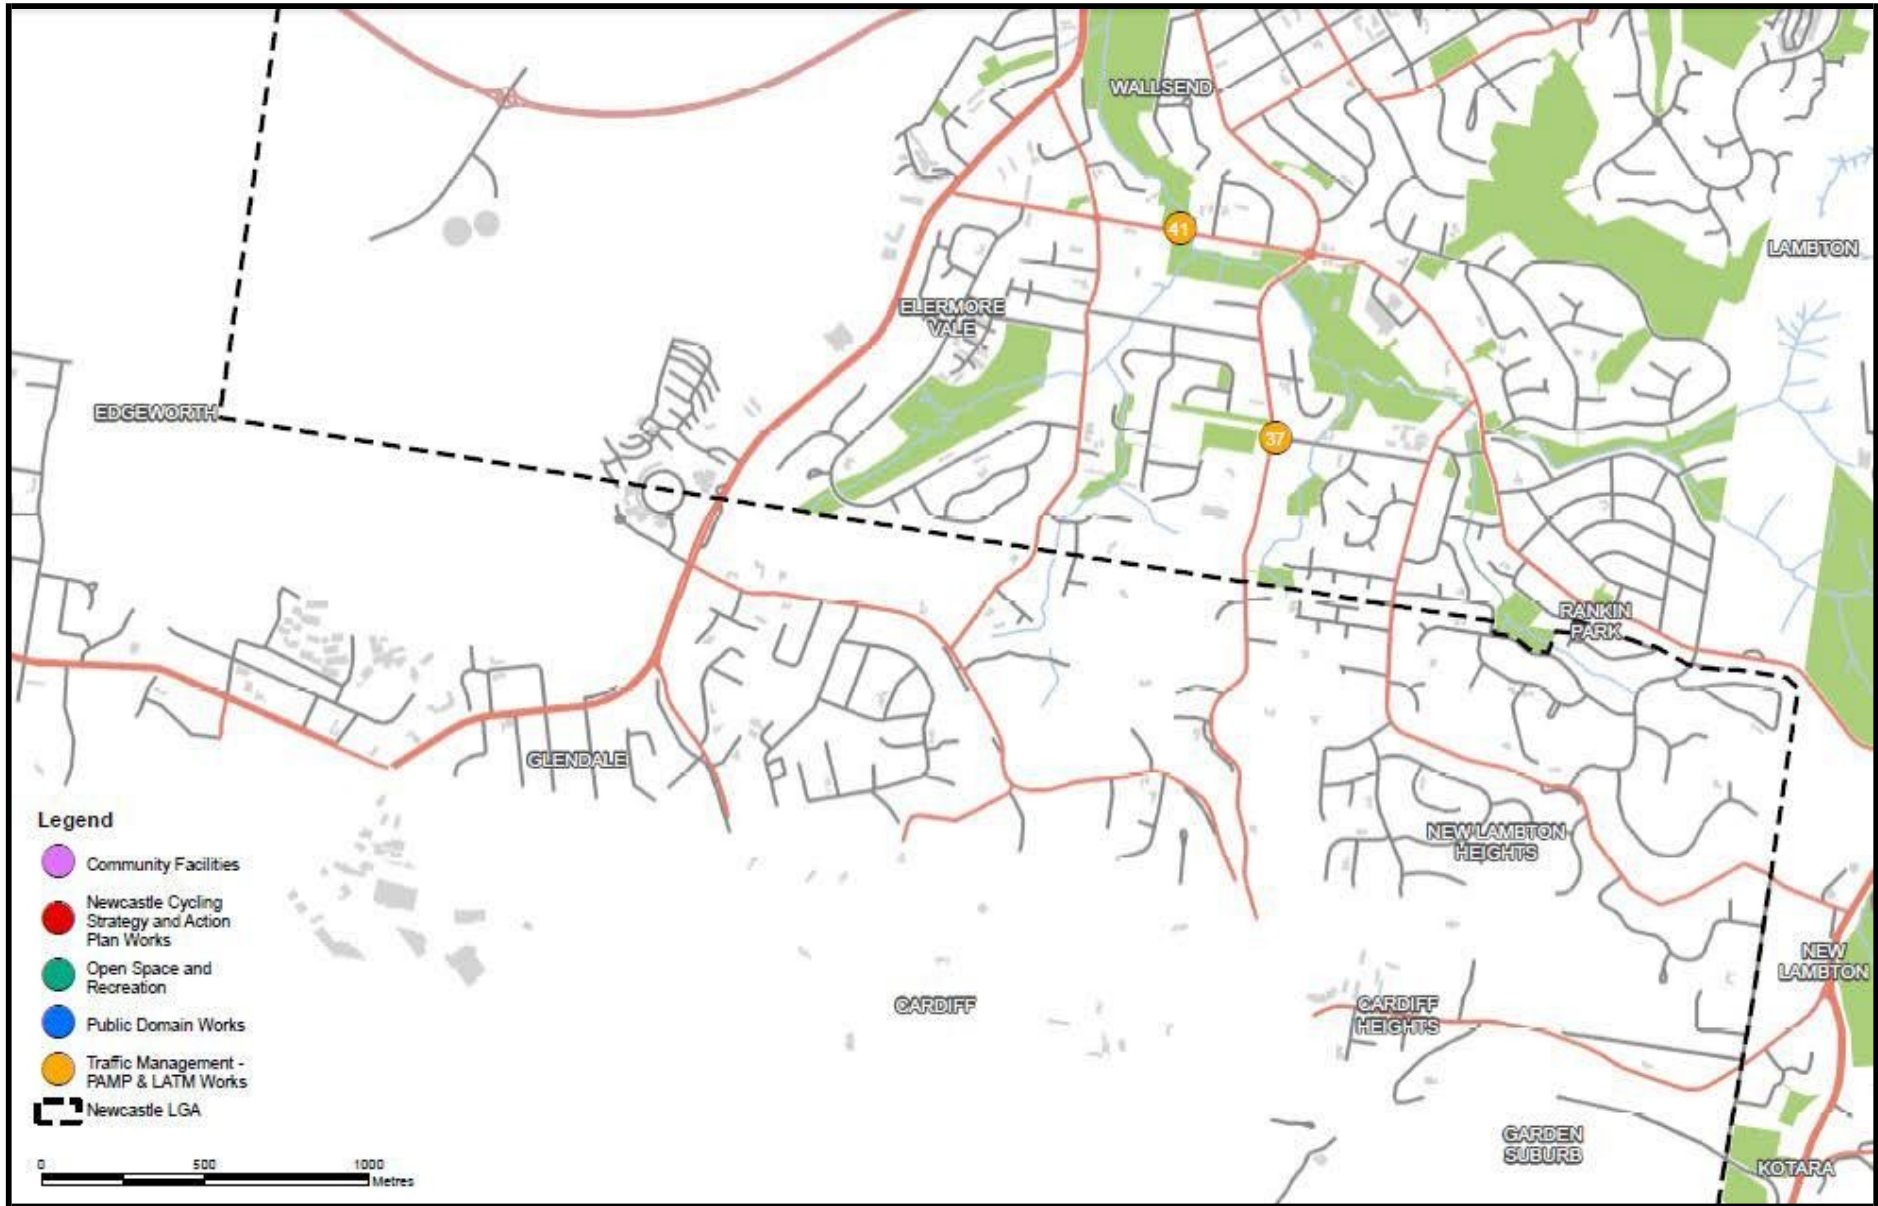 WALLSEND
LAMBTON
41
ELERMORE
VALE
EDGEWORTH
37
RANKIN
PARK
GLENDALE
NEW LAMBTON
HEIGHTS
NEW
LAMBTON
CARDIFF
CARDIFF
HEIGHTS
GARDEN
SUBURB
KOTARA
Legend
Community Facilities
Newcastle Cycling
Strategy and Action
Plan Works
Open Space and
Recreation
Public Domain Works
Traffic Management -
PAMP & LATM Works
Newcastle LGA
0 500 1000
Metres